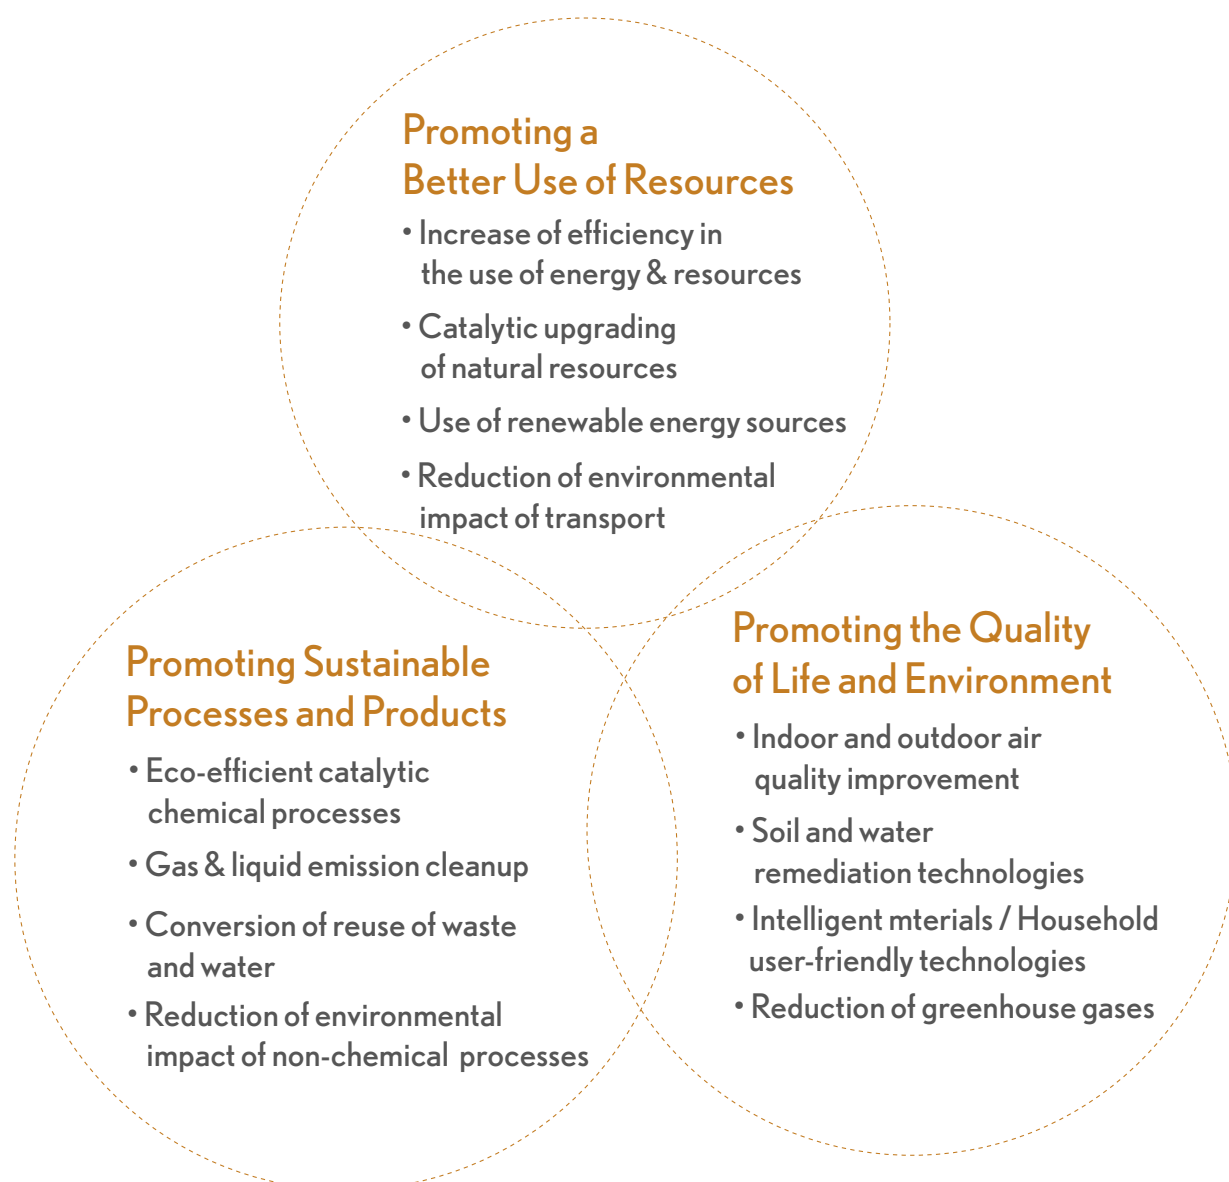 Promoting a
Better Use of Resources
• Increase of efficiency in
the use of energy & resources
• Catalytic upgrading
of natural resources
• Use of renewable energy sources
• Reduction of environmental
impact of transport
Promoting Sustainable
Processes and Products
• Eco-efficient catalytic
chemical processes
• Gas & liquid emission cleanup
• Conversion of reuse of waste
and water
• Reduction of environmental
impact of non-chemical processes
Promoting the Quality
of Life and Environment
• Indoor and outdoor air
quality improvement
• Soil and water
remediation technologies
• Intelligent mterials / Household
user-friendly technologies
• Reduction of greenhouse gases